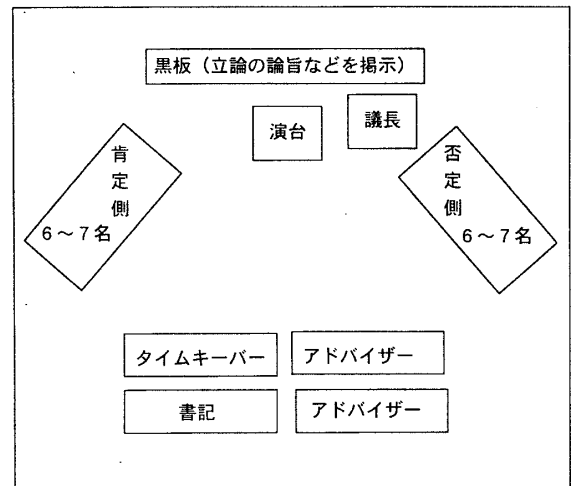 黒板（立論の論旨などを掲示）
演台
議長
肯定側
6～7名
否定側
6～7名
タイムキーバー
アドバイザー
書記
アドバイザー